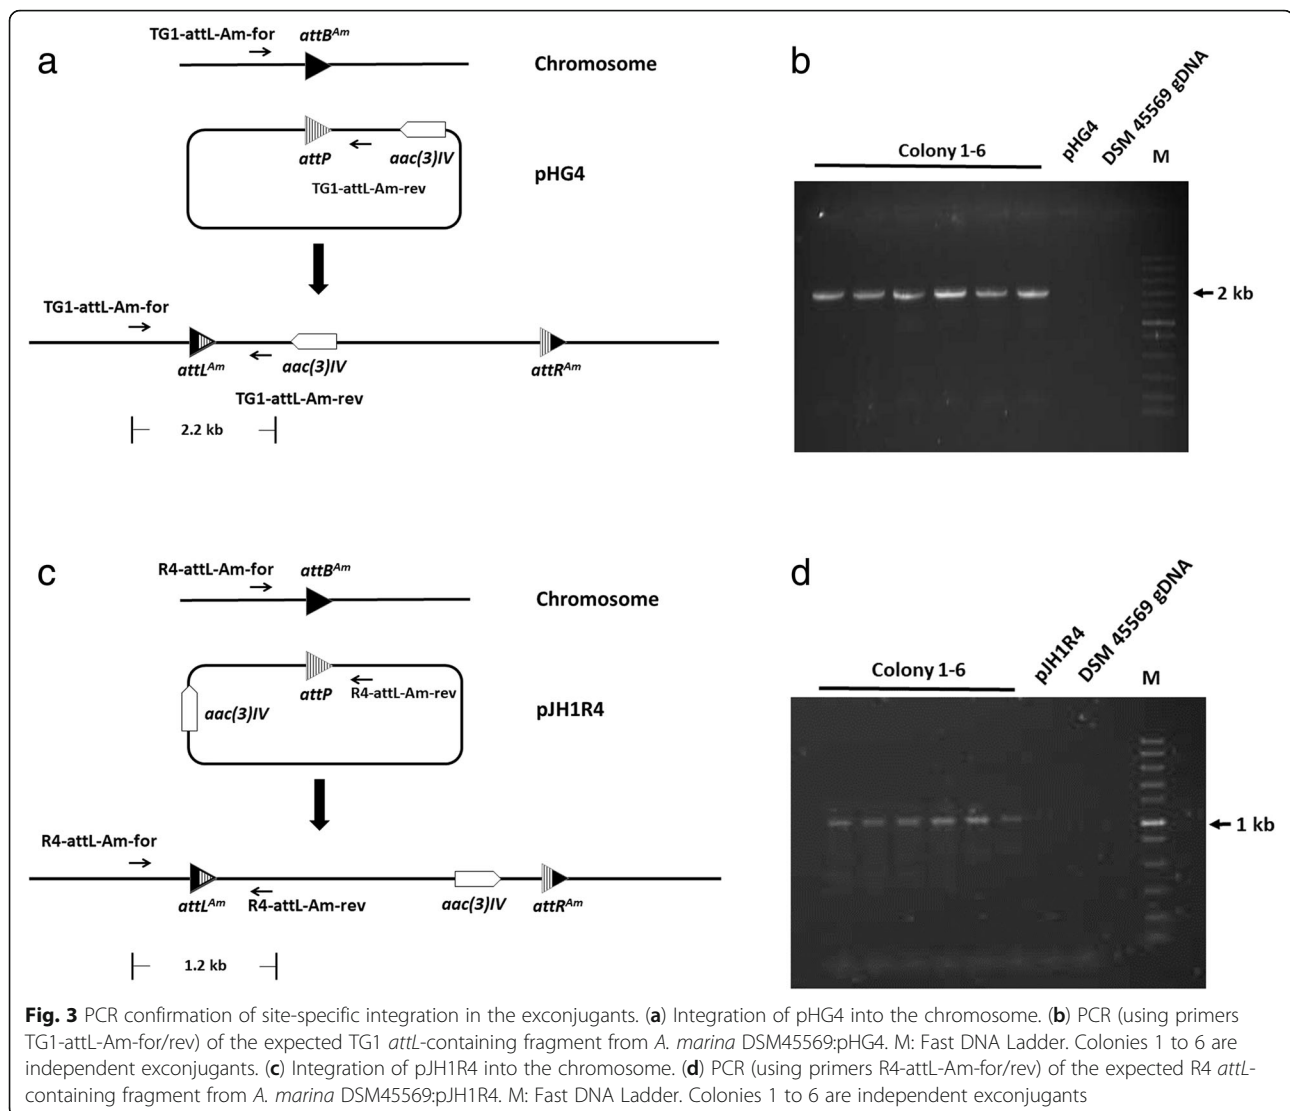 a
TG1-attL-Am-for
attB^Am
Chromosome
attP
aac(3)IV
TG1-attL-Am-rev
pHG4
TG1-attL-Am-for
attL^Am
aac(3)IV
attR^Am
TG1-attL-Am-rev
2.2 kb
b
Colony 1-6
pHG4
DSM 45569 gDNA
M
2 kb
c
R4-attL-Am-for
attB^Am
Chromosome
attP
R4-attL-Am-rev
aac(3)IV
pJH1R4
R4-attL-Am-for
attL^Am
R4-attL-Am-rev
aac(3)IV
attR^Am
1.2 kb
d
Colony 1-6
pJH1R4
DSM 45569 gDNA
M
1 kb
Fig. 3 PCR confirmation of site-specific integration in the exconjugants. (a) Integration of pHG4 into the chromosome. (b) PCR (using primers
TG1-attL-Am-for/rev) of the expected TG1 attL-containing fragment from A. marina DSM45569:pHG4. M: Fast DNA Ladder. Colonies 1 to 6 are
independent exconjugants. (c) Integration of pJH1R4 into the chromosome. (d) PCR (using primers R4-attL-Am-for/rev) of the expected R4 attL-
containing fragment from A. marina DSM45569:pJH1R4. M: Fast DNA Ladder. Colonies 1 to 6 are independent exconjugants